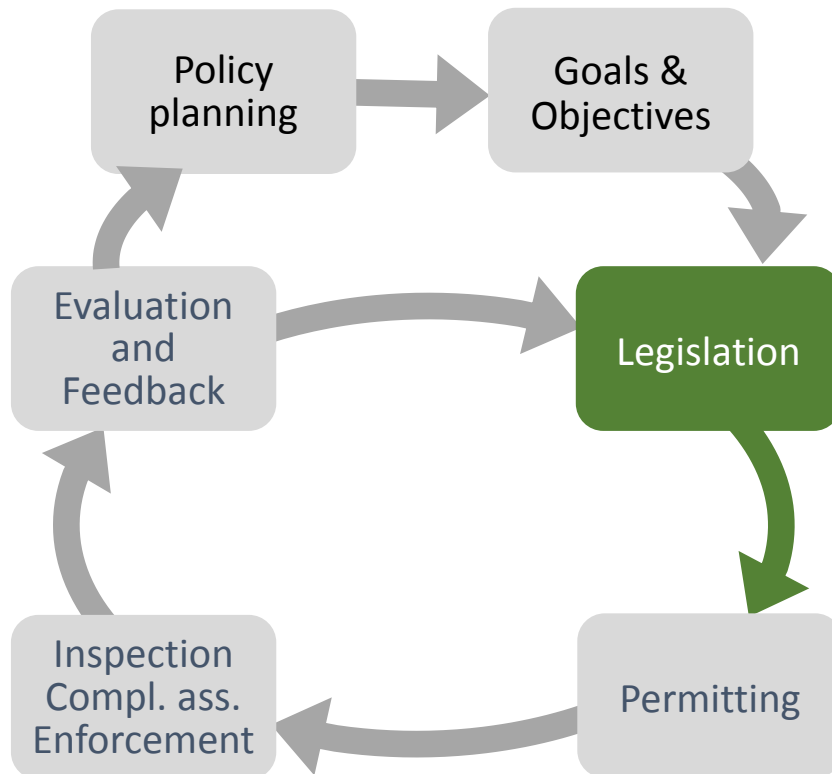 Policy
planning
Goals &
Objectives
Evaluation
and
Feedback
Legislation
Inspection
Compl. ass.
Enforcement
Permitting